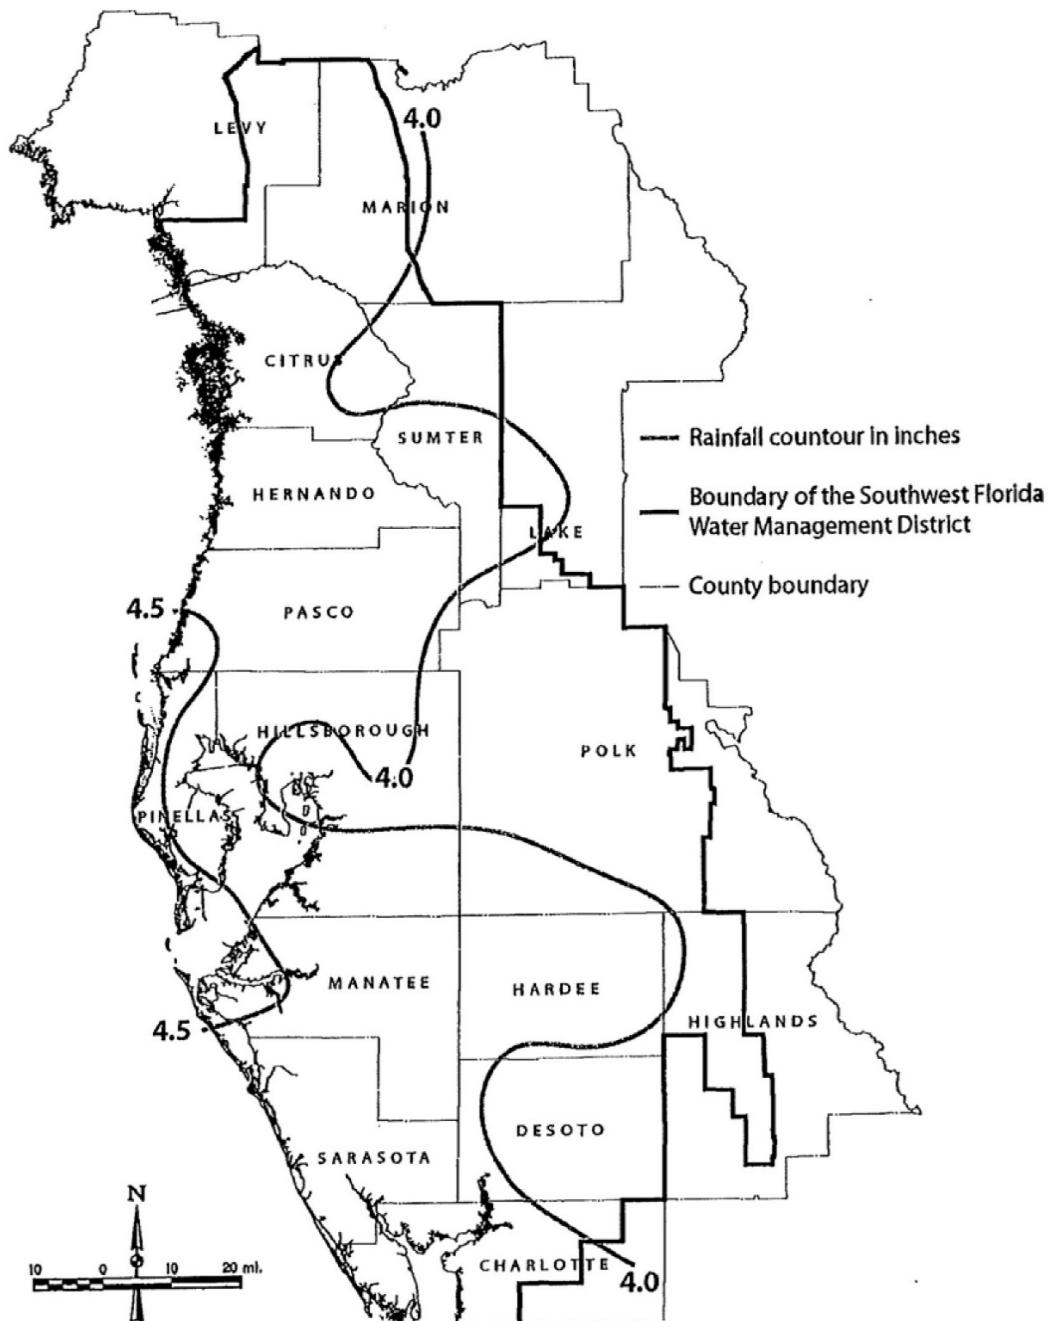 LEVY
4.0
MARION
CITRUS
SUMTER
Rainfall countour in inches
HERNANDO
Boundary of the Southwest Florida
Water Management District
LAKE
County boundary
4.5
PASCO
HILLSBOROUGH
POLK
4.0
PINELLAS
MANATEE
HARDEE
HIGHLANDS
4.5
DESOTO
SARASOTA
N
CHARLOTTE
4.0
10 0 10 20 mi.